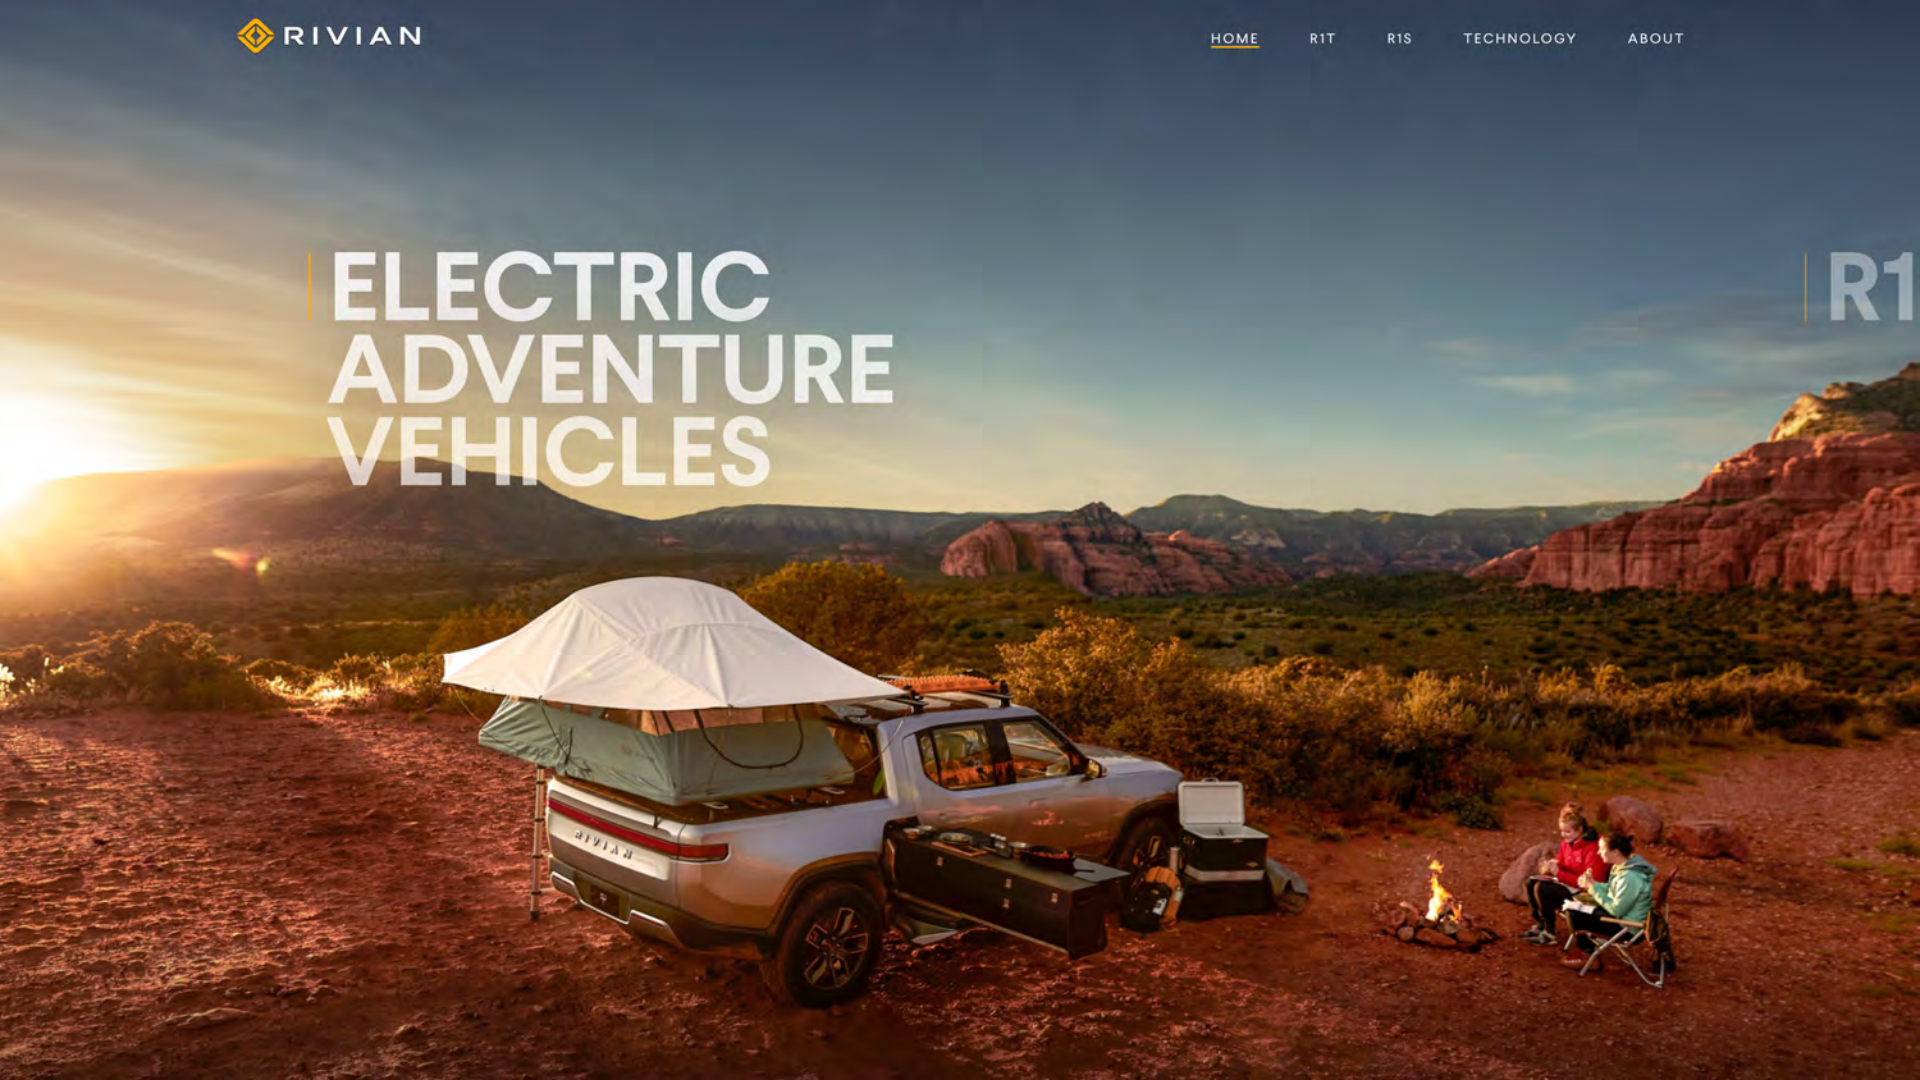 RIVIAN
HOME R1T R1S TECHNOLOGY ABOUT
ELECTRIC
ADVENTURE
VEHICLES
R1
RIVIAN